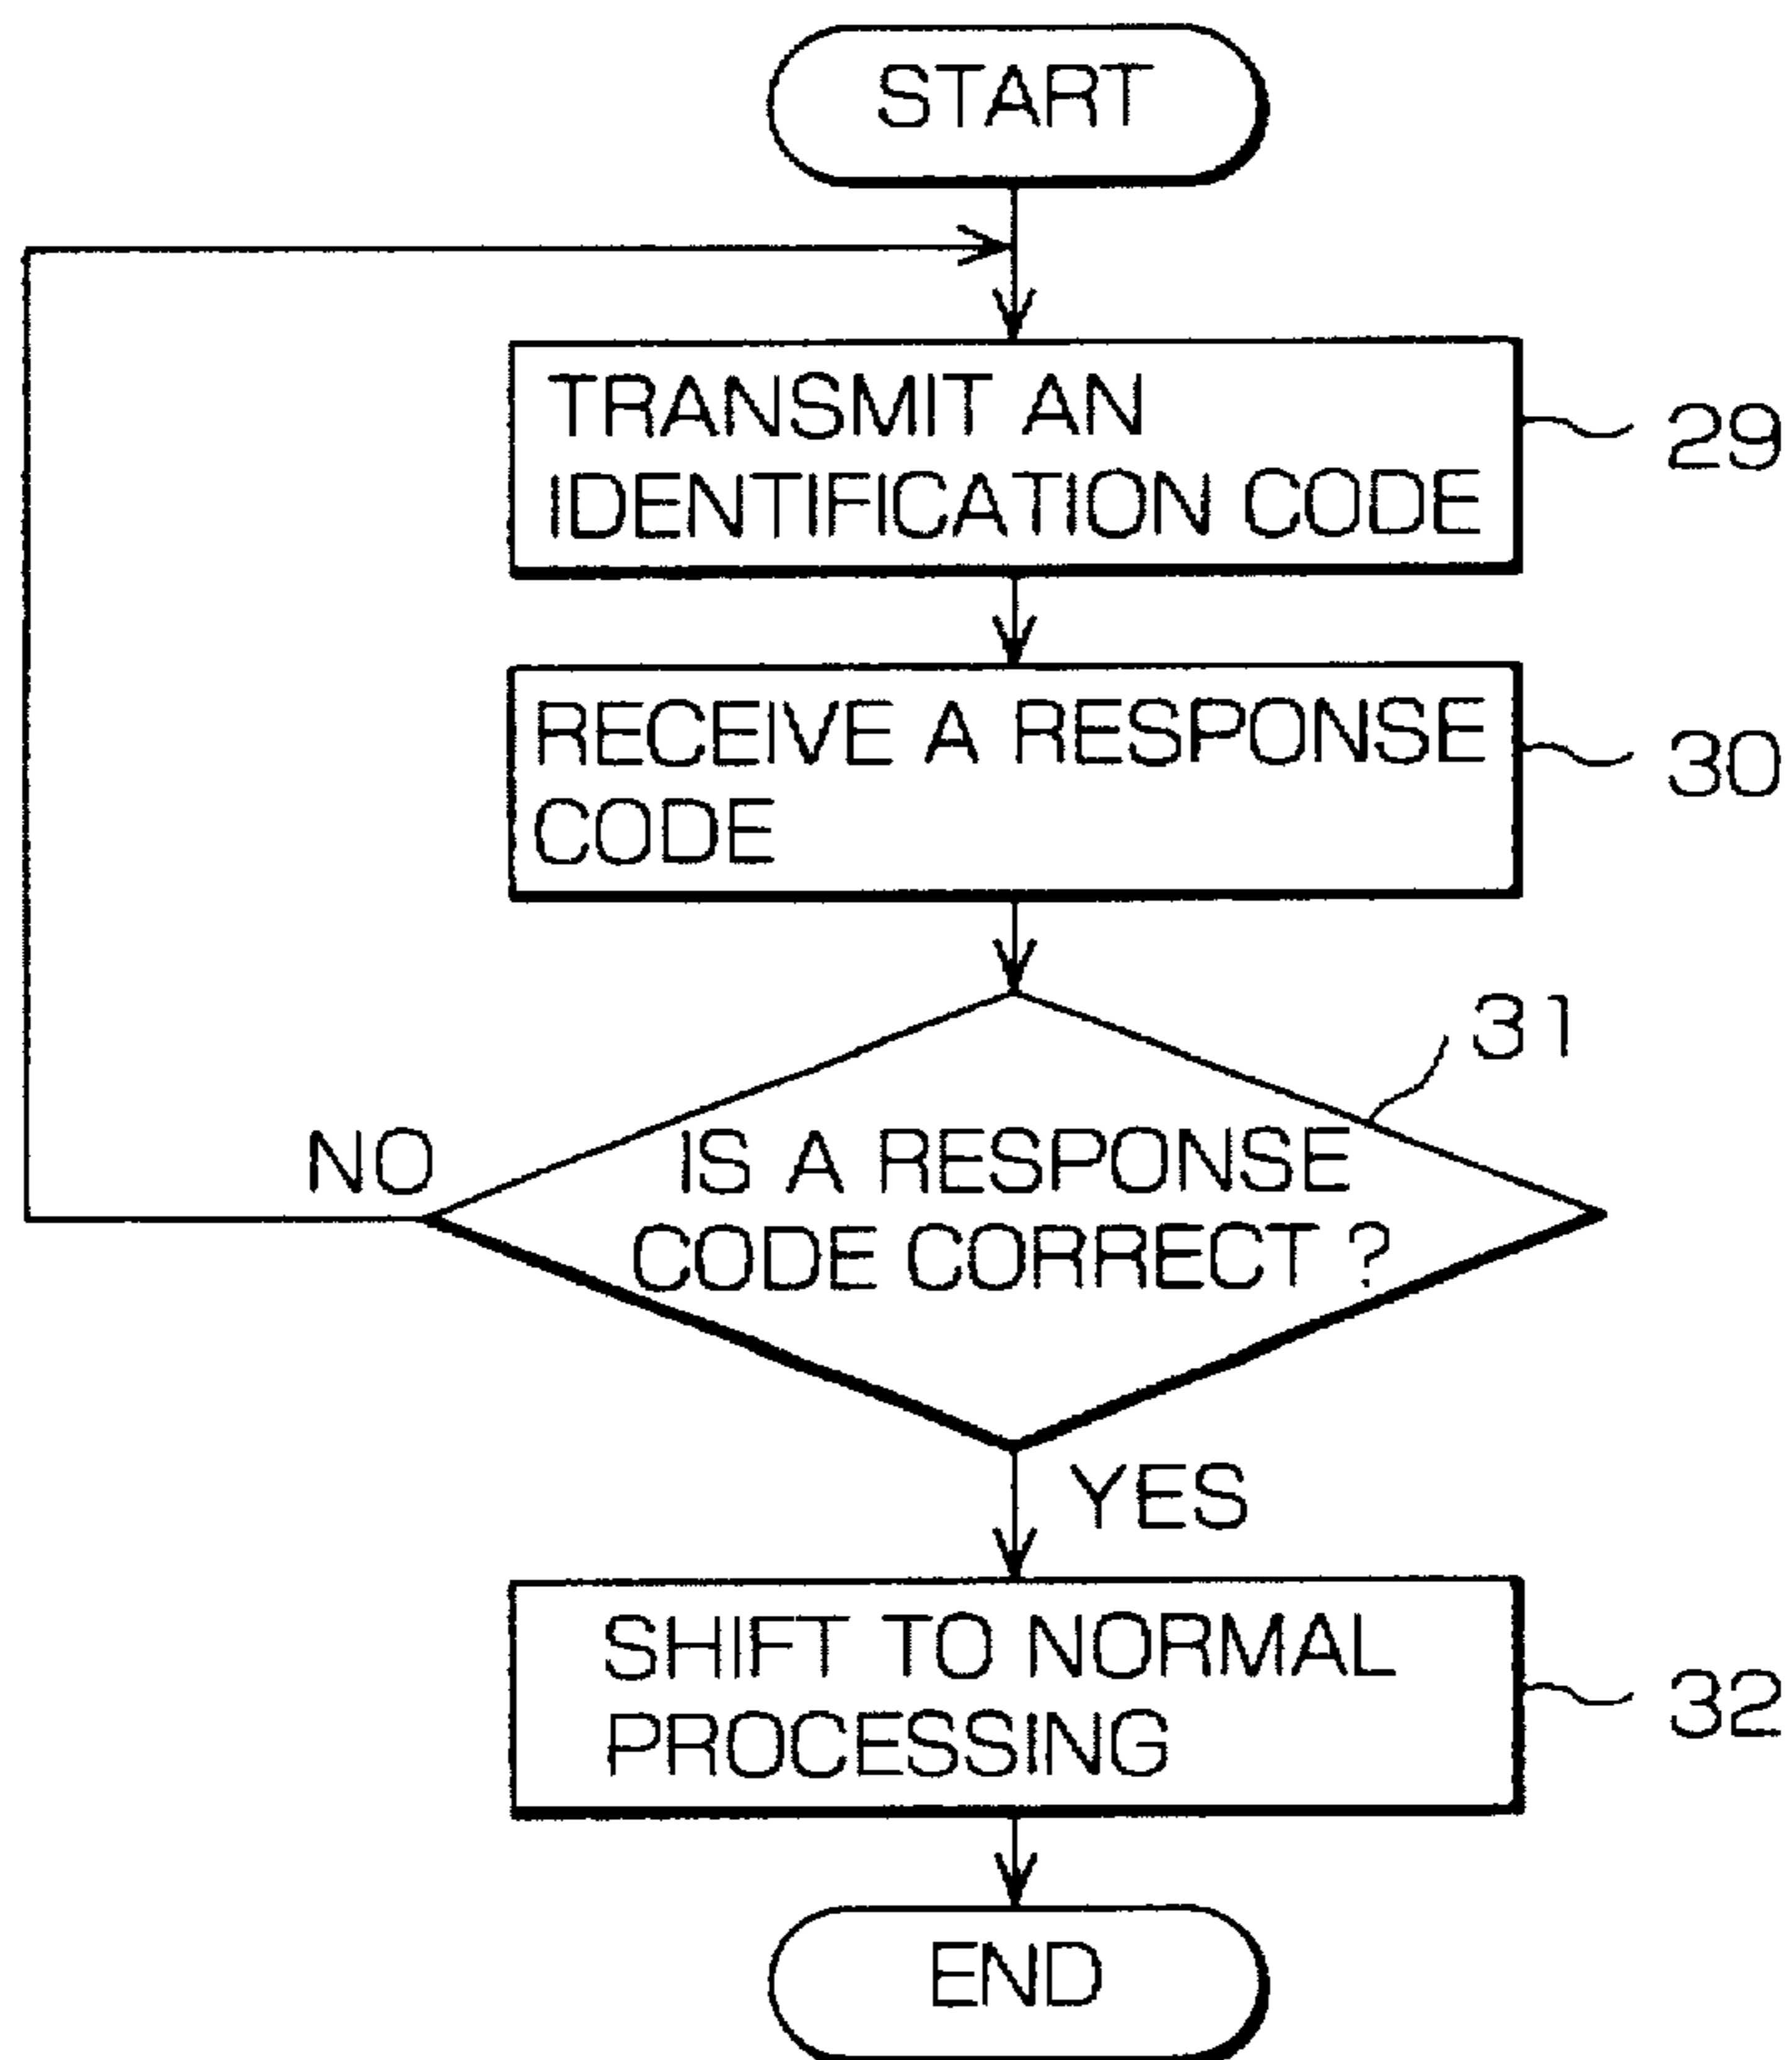 START
TRANSMIT AN
IDENTIFICATION CODE
29
RECEIVE A RESPONSE
CODE
30
31
NO
IS A RESPONSE
CODE CORRECT ?
YES
SHIFT TO NORMAL
PROCESSING
32
END